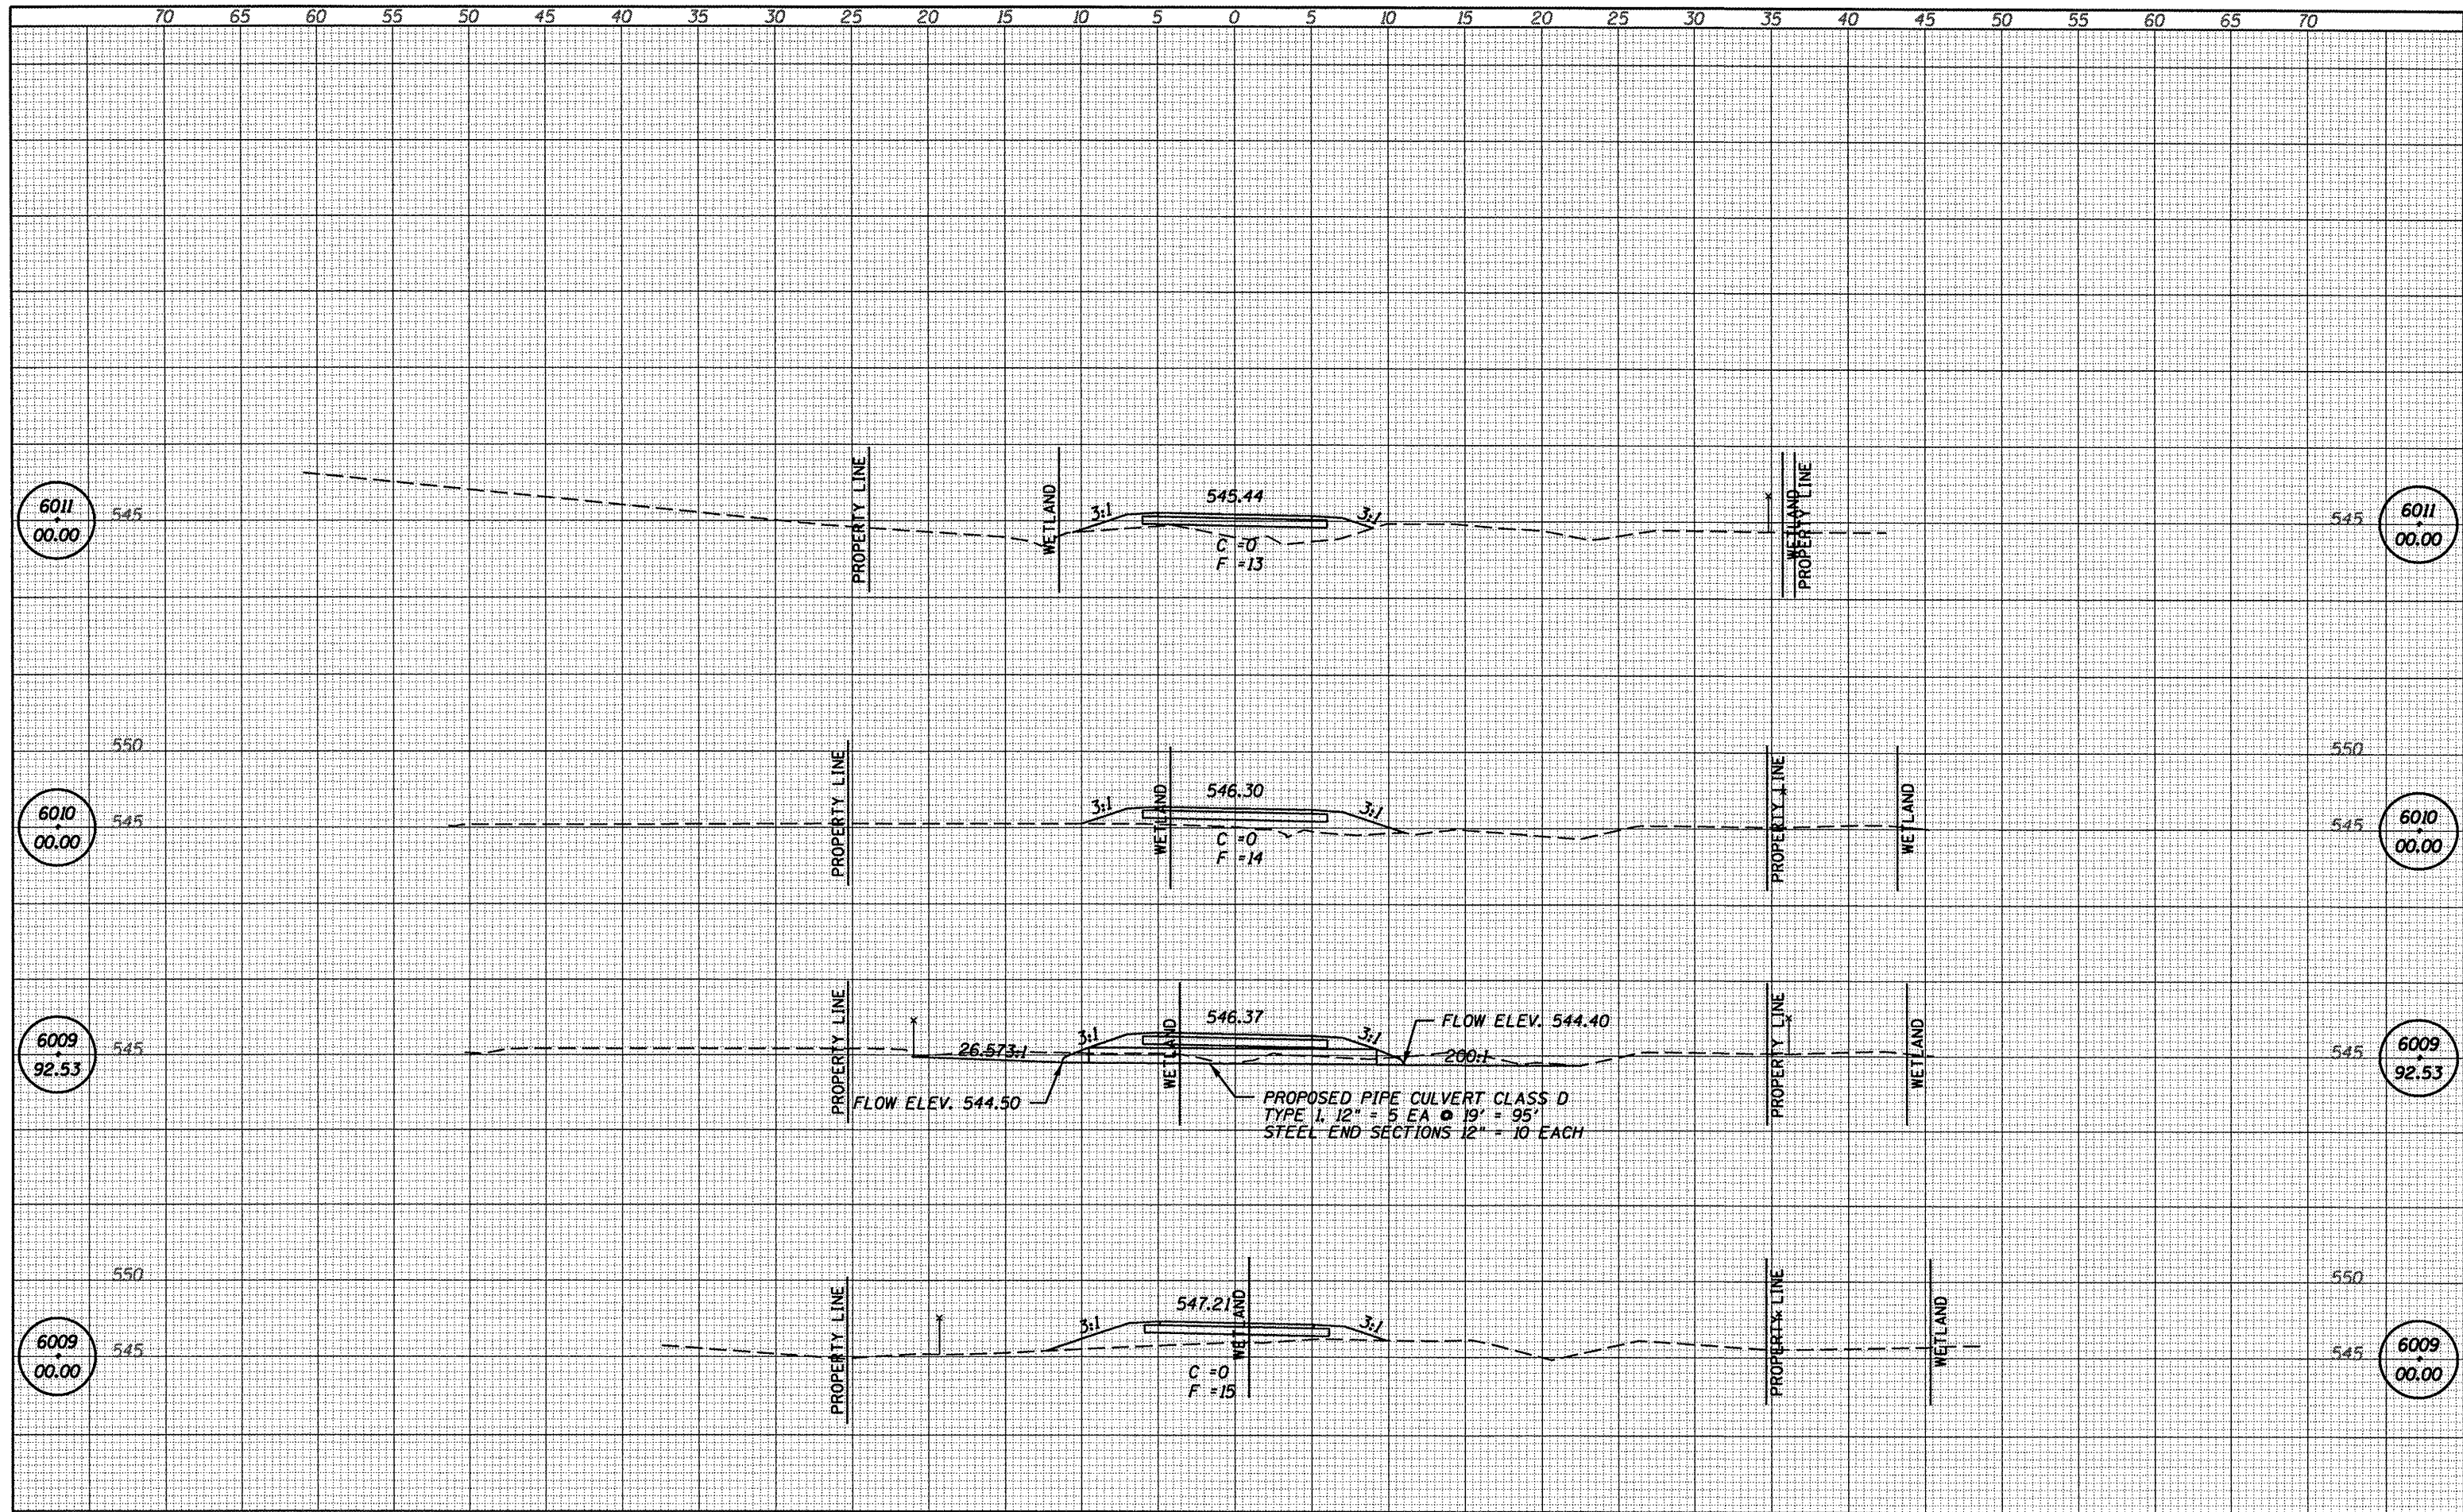 70 65 60 55 50 45 40 35 30 25 20 15 10 5 0 5 10 15 20 25 30 35 40 45 50 55 60 65 70
6011
00.00
545
PROPERTY LINE
WETLAND
3:1
545.44
3:1
C =0
F =13
WETLAND
PROPERTY LINE
545
6011
00.00
550
550
6010
00.00
545
PROPERTY LINE
3:1
WETLAND
546.30
3:1
C =0
F =14
PROPERTY LINE
WETLAND
545
6010
00.00
6009
92.53
545
PROPERTY LINE
26.573:1
3:1
WETLAND
546.37
3:1
FLOW ELEV. 544.40
200:1
FLOW ELEV. 544.50
PROPOSED PIPE CULVERT CLASS D
TYPE 1, 12" = 5 EA @ 19' = 95'
STEEL END SECTIONS 12" = 10 EACH
PROPERTY LINE
WETLAND
545
6009
92.53
550
550
6009
00.00
545
PROPERTY LINE
3:1
547.21
WETLAND
3:1
C =0
F =15
PROPERTY LINE
WETLAND
545
6009
00.00